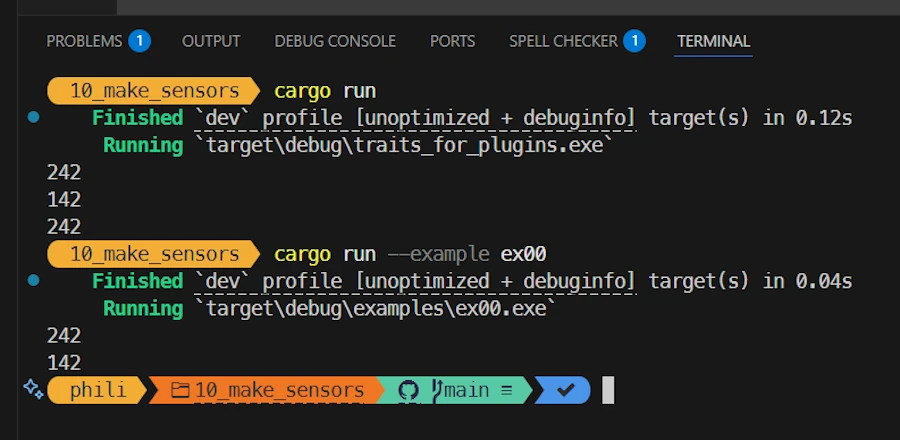 PROBLEMS 1 OUTPUT DEBUG CONSOLE PORTS SPELL CHECKER 1 TERMINAL
10_make_sensors cargo run
Finished `dev` profile [unoptimized + debuginfo] target(s) in 0.12s
Running `target\debug\traits_for_plugins.exe`
242
142
242
10_make_sensors cargo run --example ex00
Finished `dev` profile [unoptimized + debuginfo] target(s) in 0.04s
Running `target\debug\examples\ex00.exe`
242
142
phili 10_make_sensors main ≡ ✔